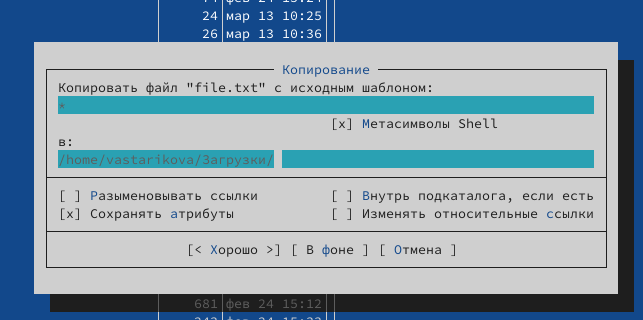 24 мар 13 10:25
26 мар 13 10:36
Копирование
Копировать файл "file.txt" с исходным шаблоном:
*
[x] Метасимволы Shell
в:
/home/vastarikova/Загрузки/
[ ] Разыменовывать ссылки [ ] Внутрь подкаталога, если есть
[x] Сохранять атрибуты [ ] Изменять относительные ссылки
[< Хорошо >] [ В фоне ] [ Отмена ]
681 фев 24 15:12